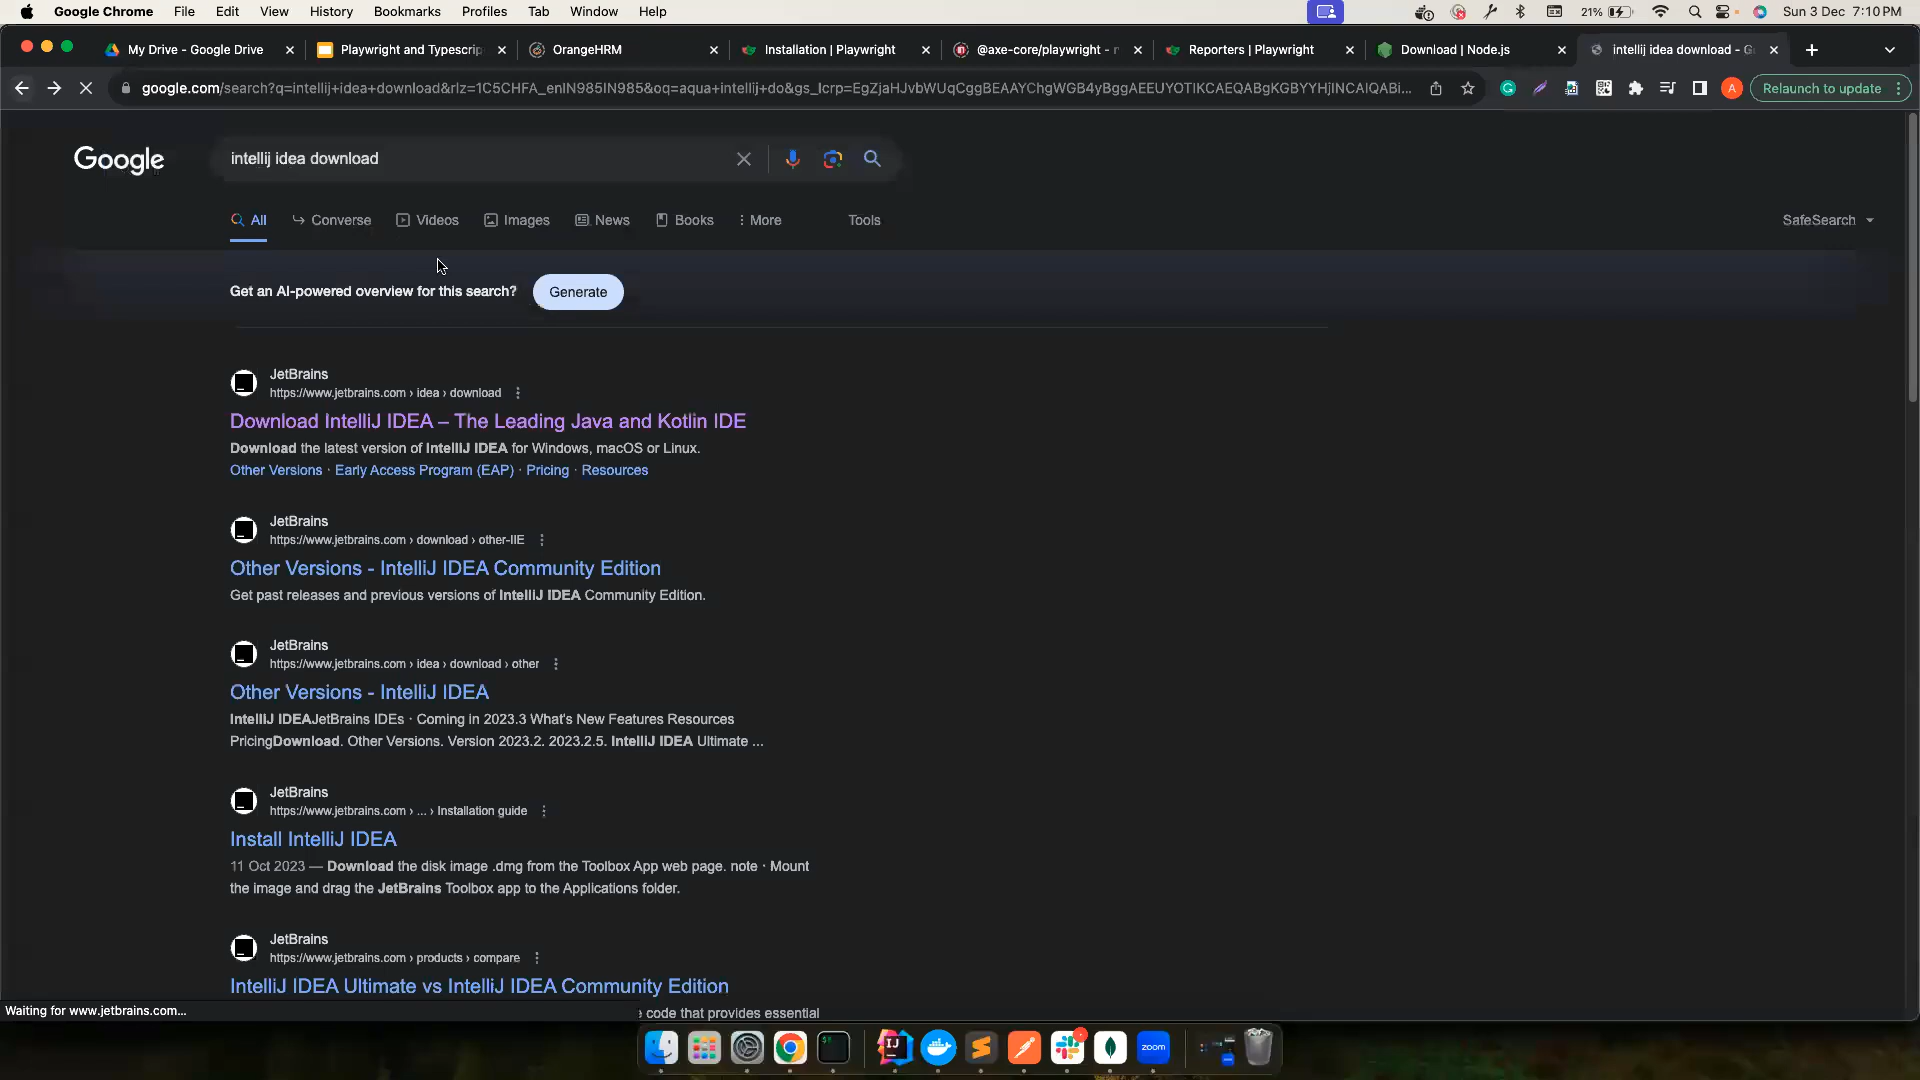 Google Chrome File Edit View History Bookmarks Profiles Tab Window Help 21% Sun 3 Dec 7:10 PM
My Drive - Google Drive Playwright and Typescrip OrangeHRM Installation | Playwright @axe-core/playwright - Reporters | Playwright Download | Node.js intellij idea download - G
google.com/search?q=intellij+idea+download&rlz=1C5CHFA_enIN985IN985&oq=aqua+intellij+do&gs_lcrp=EgZjaHJvbWUqCggBEAAYChgWGB4yBggAEEUYOTIKCAEQABgKGBYYHjINCAIQABi... A Relaunch to update
Google
intellij idea download
All Converse Videos Images News Books More Tools SafeSearch
Get an AI-powered overview for this search? Generate
JetBrains
https://www.jetbrains.com › idea › download
Download IntelliJ IDEA – The Leading Java and Kotlin IDE
Download the latest version of IntelliJ IDEA for Windows, macOS or Linux.
Other Versions · Early Access Program (EAP) · Pricing · Resources
JetBrains
https://www.jetbrains.com › download › other-IIE
Other Versions - IntelliJ IDEA Community Edition
Get past releases and previous versions of IntelliJ IDEA Community Edition.
JetBrains
https://www.jetbrains.com › idea › download › other
Other Versions - IntelliJ IDEA
IntelliJ IDEAJetBrains IDEs · Coming in 2023.3 What's New Features Resources
PricingDownload. Other Versions. Version 2023.2. 2023.2.5. IntelliJ IDEA Ultimate ...
JetBrains
https://www.jetbrains.com › ... › Installation guide
Install IntelliJ IDEA
11 Oct 2023 — Download the disk image .dmg from the Toolbox App web page. note · Mount
the image and drag the JetBrains Toolbox app to the Applications folder.
JetBrains
https://www.jetbrains.com › products › compare
IntelliJ IDEA Ultimate vs IntelliJ IDEA Community Edition
code that provides essential
Waiting for www.jetbrains.com...
IJ zoom